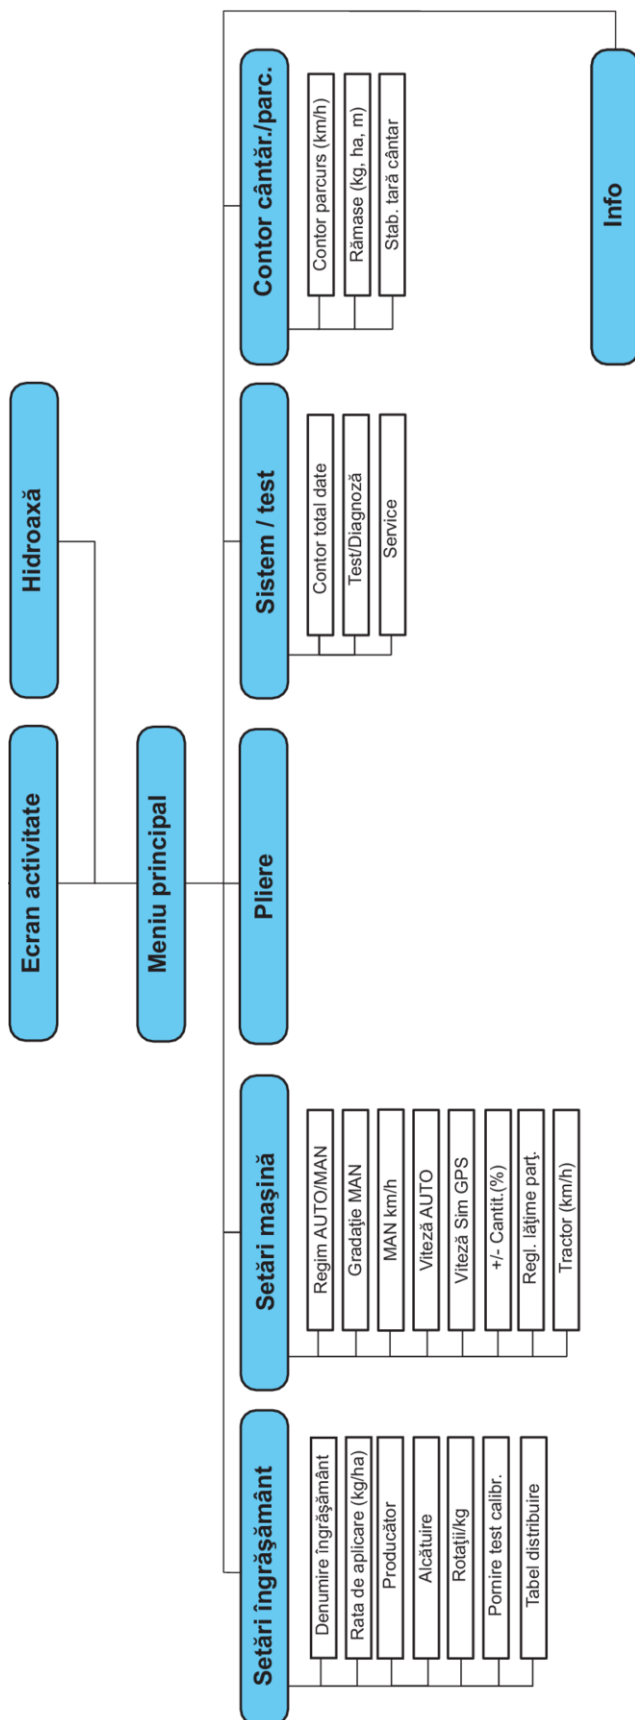 Ecran activitate
Hidroaxă
Meniu principal
Setări îngrăşământ
Denumire îngrăşământ
Rata de aplicare (kg/ha)
Producător
Alcătuire
Rotaţii/kg
Pornire test calibr.
Tabel distribuire
Setări maşină
Regim AUTO/MAN
Gradaţie MAN
MAN km/h
Viteză AUTO
Viteză Sim GPS
+/- Cantit.(%)
Regl. lăţime parţ.
Tractor (km/h)
Pliere
Sistem / test
Contor total date
Test/Diagnoză
Service
Contor cântăr./parc.
Contor parcurs (km/h)
Rămase (kg, ha, m)
Stab. tară cântar
Info